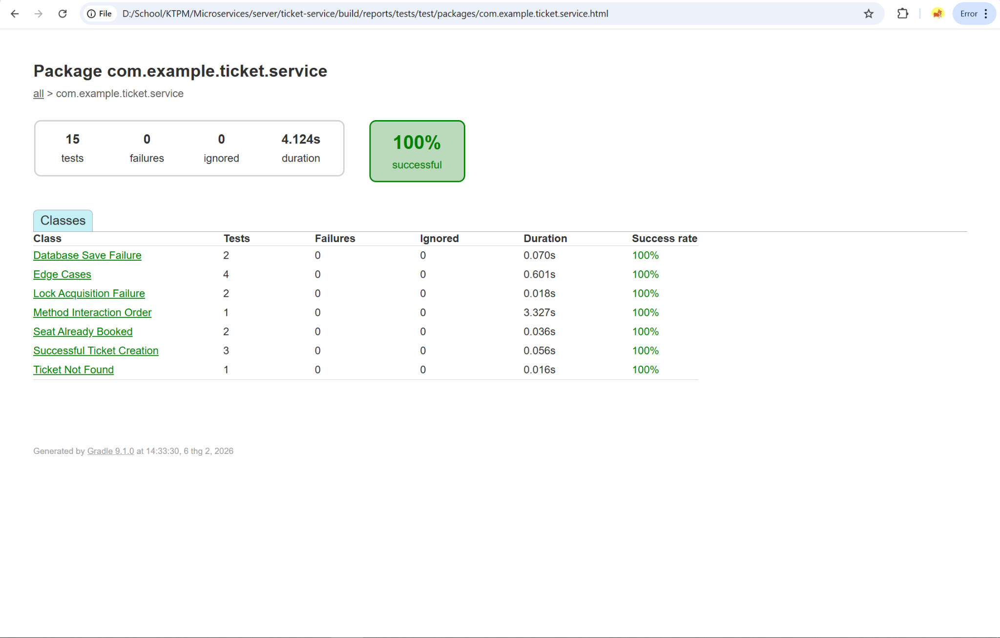 File D:/School/KTPM/Microservices/server/ticket-service/build/reports/tests/test/packages/com.example.ticket.service.html Error
Package com.example.ticket.service
all > com.example.ticket.service
15 0 0 4.124s
tests failures ignored duration
100%
successful
Classes
Class Tests Failures Ignored Duration Success rate
Database Save Failure 2 0 0 0.070s 100%
Edge Cases 4 0 0 0.601s 100%
Lock Acquisition Failure 2 0 0 0.018s 100%
Method Interaction Order 1 0 0 3.327s 100%
Seat Already Booked 2 0 0 0.036s 100%
Successful Ticket Creation 3 0 0 0.056s 100%
Ticket Not Found 1 0 0 0.016s 100%
Generated by Gradle 9.1.0 at 14:33:30, 6 thg 2, 2026